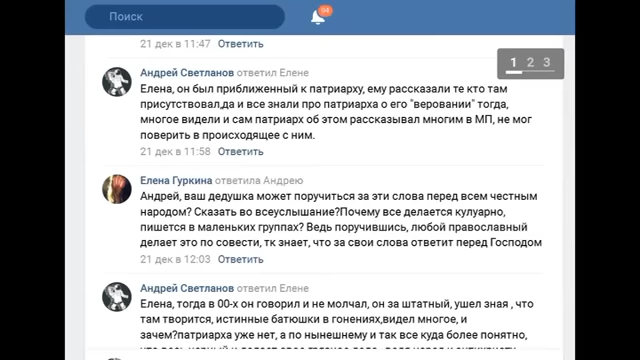 Поиск
94
21 дек в 11:47 Ответить
1 2 3
Андрей Светланов ответил Елене
Елена, он был приближенный к патриарху, ему рассказали те кто там
присутствовал,да и все знали про патриарха о его "веровании" тогда,
многое видели и сам патриарх об этом рассказывал многим в МП, не мог
поверить в происходящее с ним.
21 дек в 11:58 Ответить
Елена Гуркина ответила Андрею
Андрей, ваш дедушка может поручиться за эти слова перед всем честным
народом? Сказать во всеуслышание?Почему все делается кулуарно,
пишется в маленьких группах? Ведь поручившись, любой православный
делает это по совести, тк знает, что за свои слова ответит перед Господом
21 дек в 12:03 Ответить
Андрей Светланов ответил Елене
Елена, тогда в 00-х он говорил и не молчал, он за штатный, ушел зная , что
там творится, истинные батюшки в гонениях,видел многое, и
зачем?патриарха уже нет, а по нынешнему и так все куда более понятно,